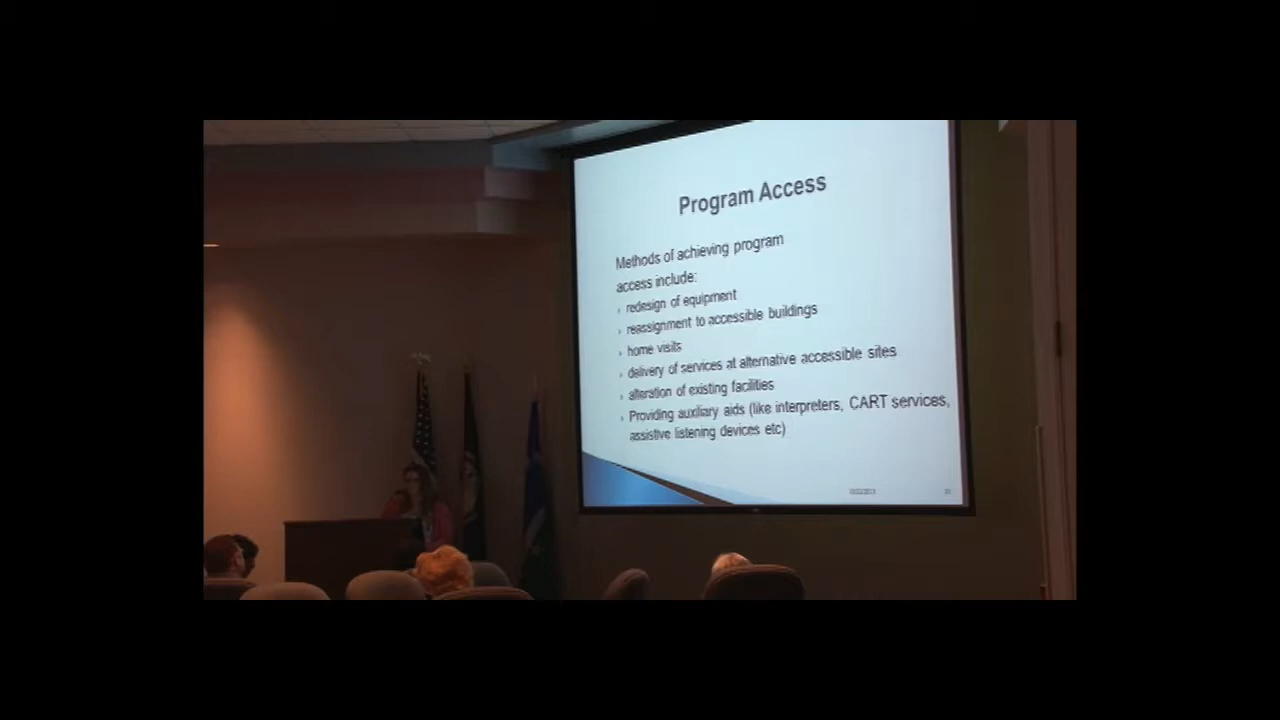 Program Access
Methods of achieving program
access include:
redesign of equipment
reassignment to accessible buildings
home visits
delivery of services at alternative accessible sites
alteration of existing facilities
Providing auxiliary aids (like interpreters, CART services,
assistive listening devices etc)